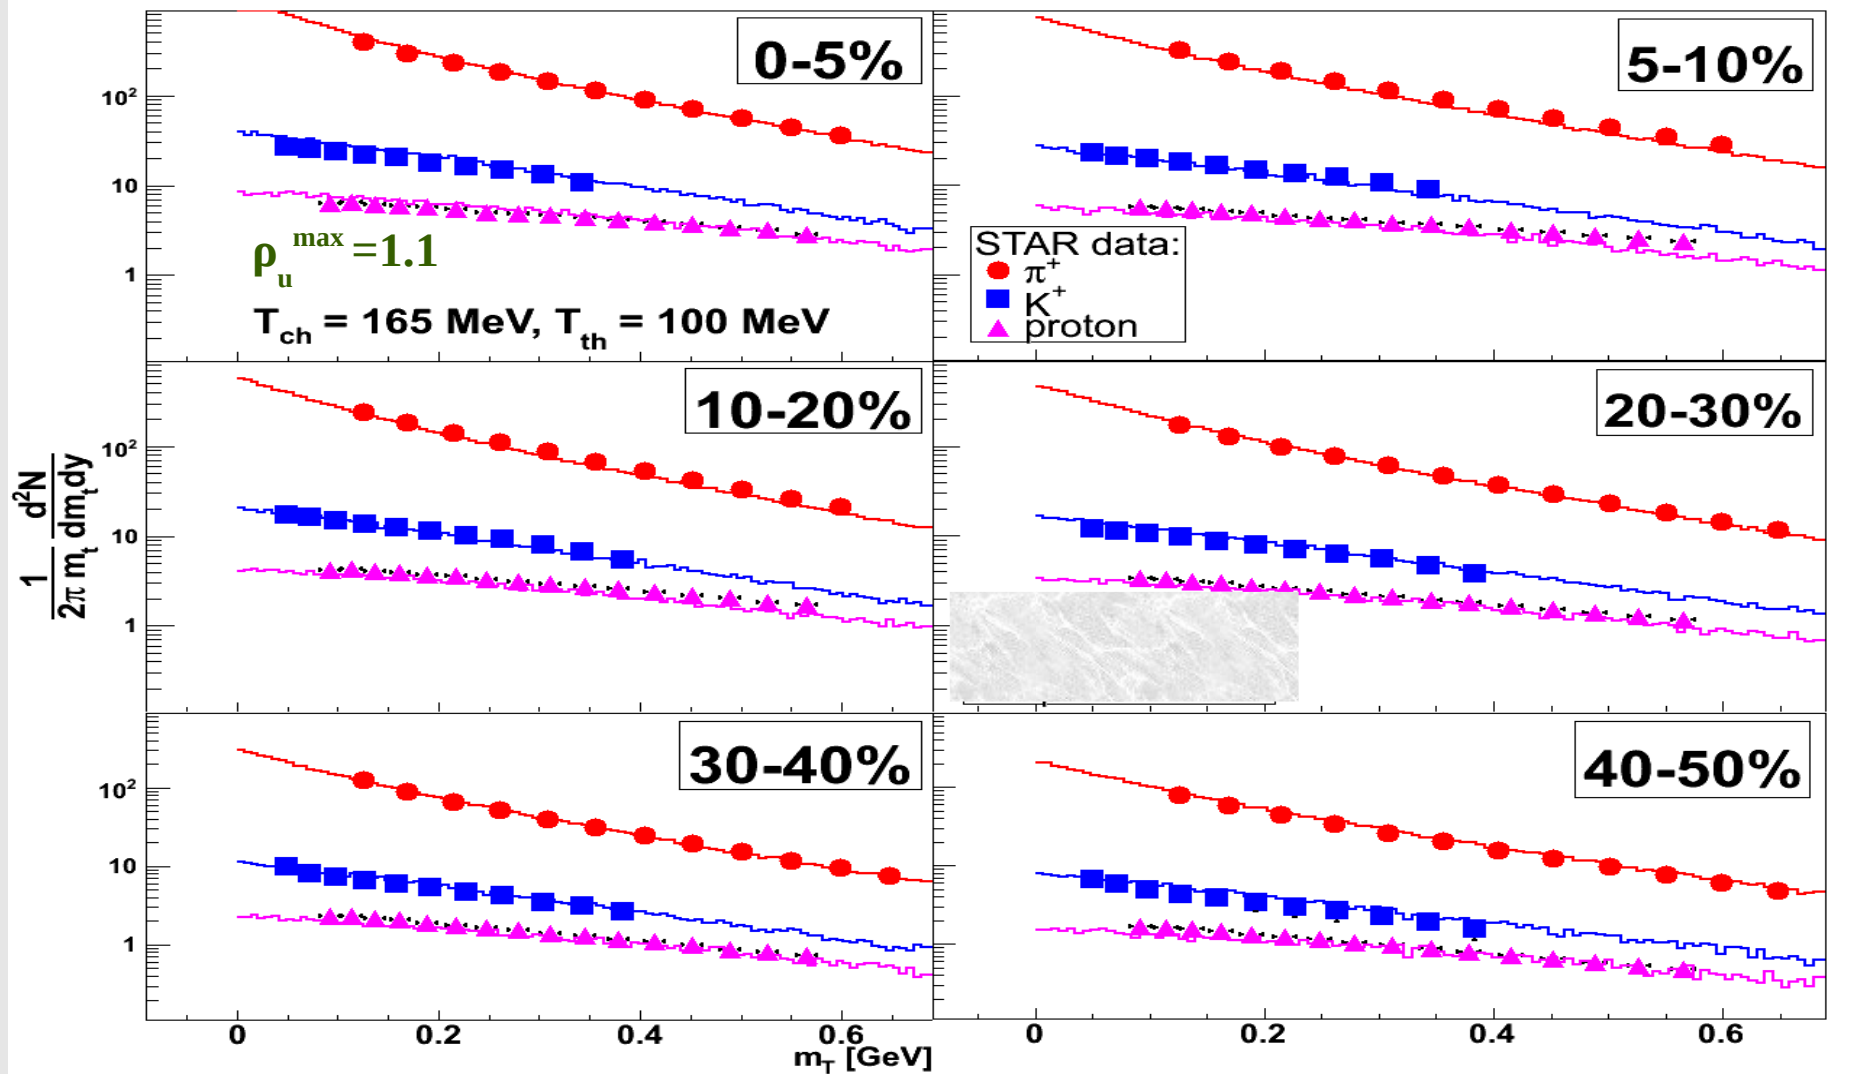 0-5%
5-10%
10²
10
1
ρu max =1.1
Tch = 165 MeV, Tth = 100 MeV
STAR data:
π+
K+
proton
10-20%
20-30%
10²
10
1
1/2π mt d²N/dmtdy
30-40%
40-50%
10²
10
1
0 0.2 0.4 0.6
0 0.2 0.4 0.6
mT [GeV]